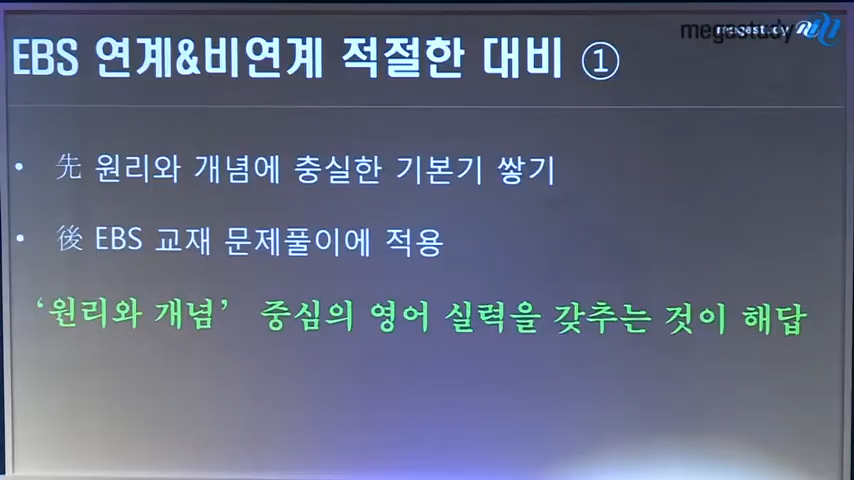 megastudy
megastudy
EBS 연계&비연계 적절한 대비 ①
• 先 원리와 개념에 충실한 기본기 쌓기
• 後 EBS 교재 문제풀이에 적용
‘원리와 개념’ 중심의 영어 실력을 갖추는 것이 해답